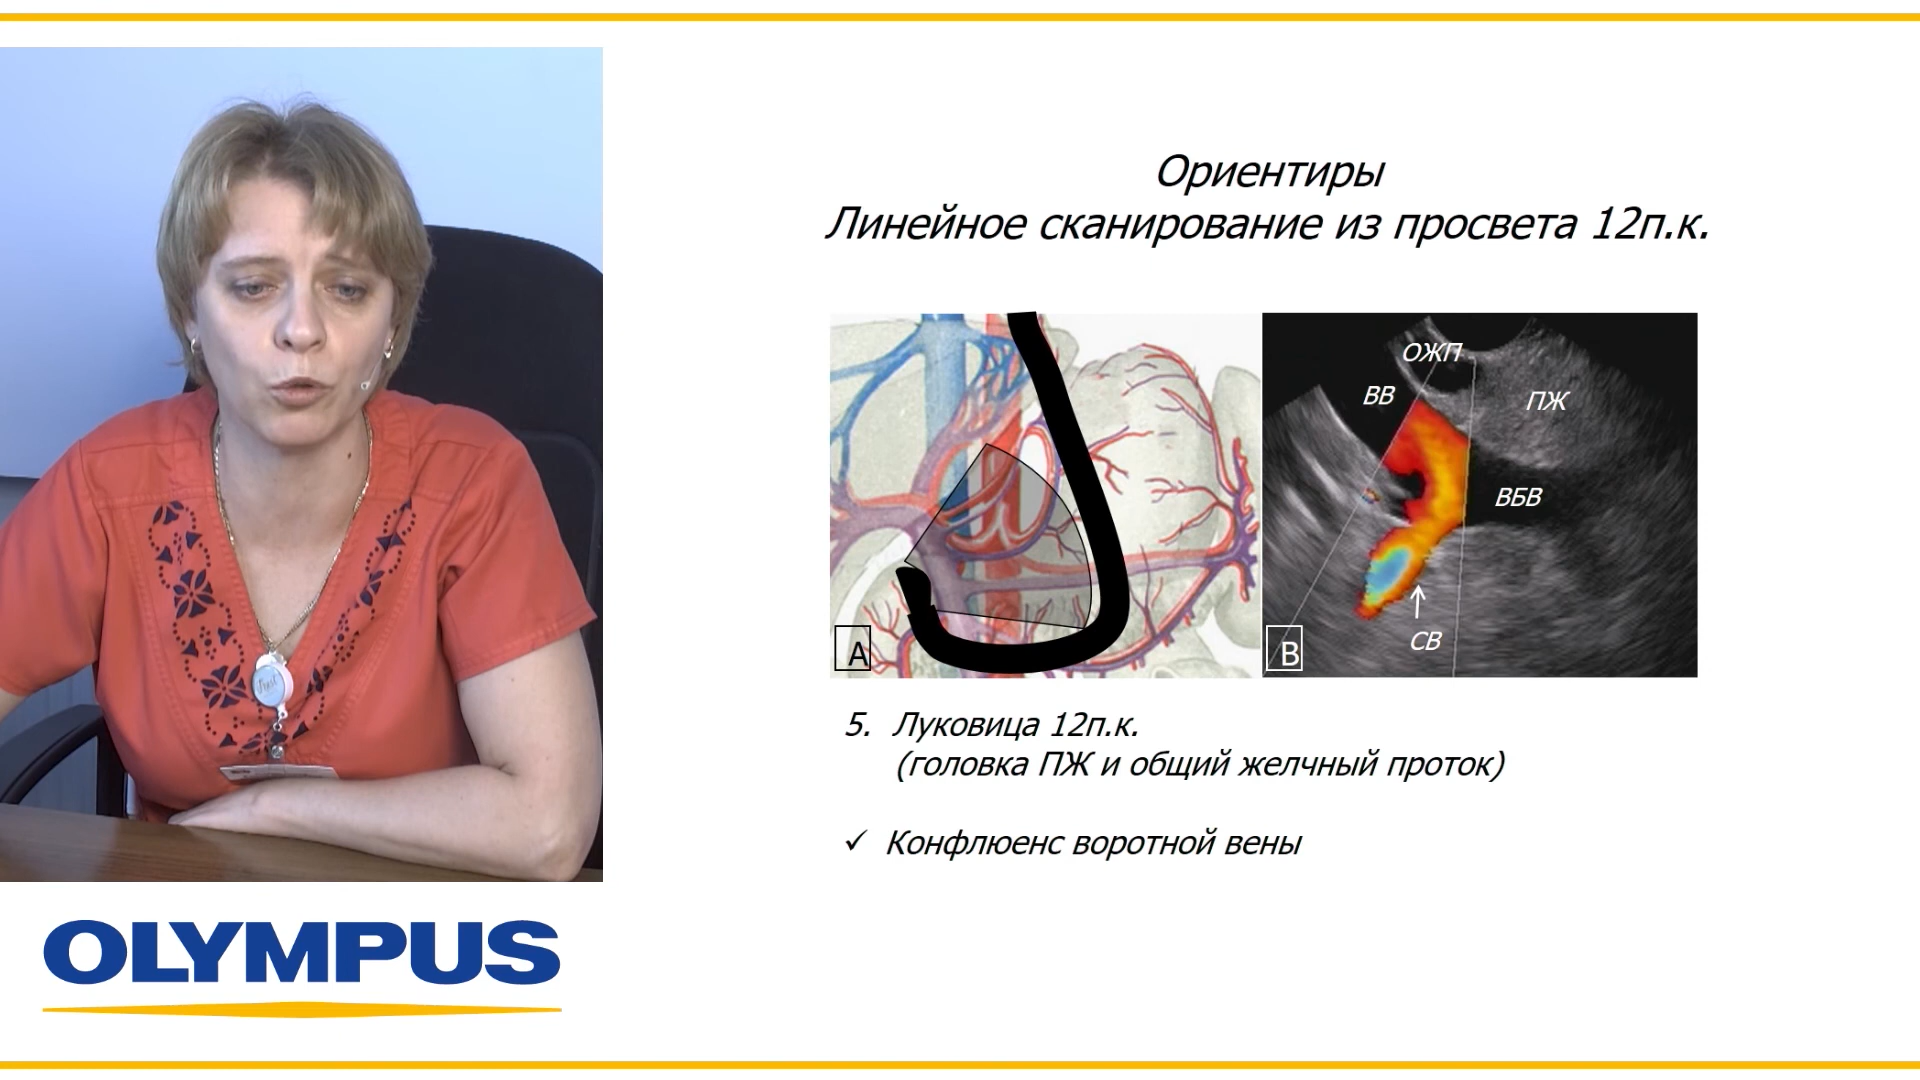 Ориентиры
Линейное сканирование из просвета 12п.к.
A
ОЖП
ВВ
ПЖ
ВБВ
СВ
B
5. Луковица 12п.к.
(головка ПЖ и общий желчный проток)
✓ Конфлюенс воротной вены
OLYMPUS